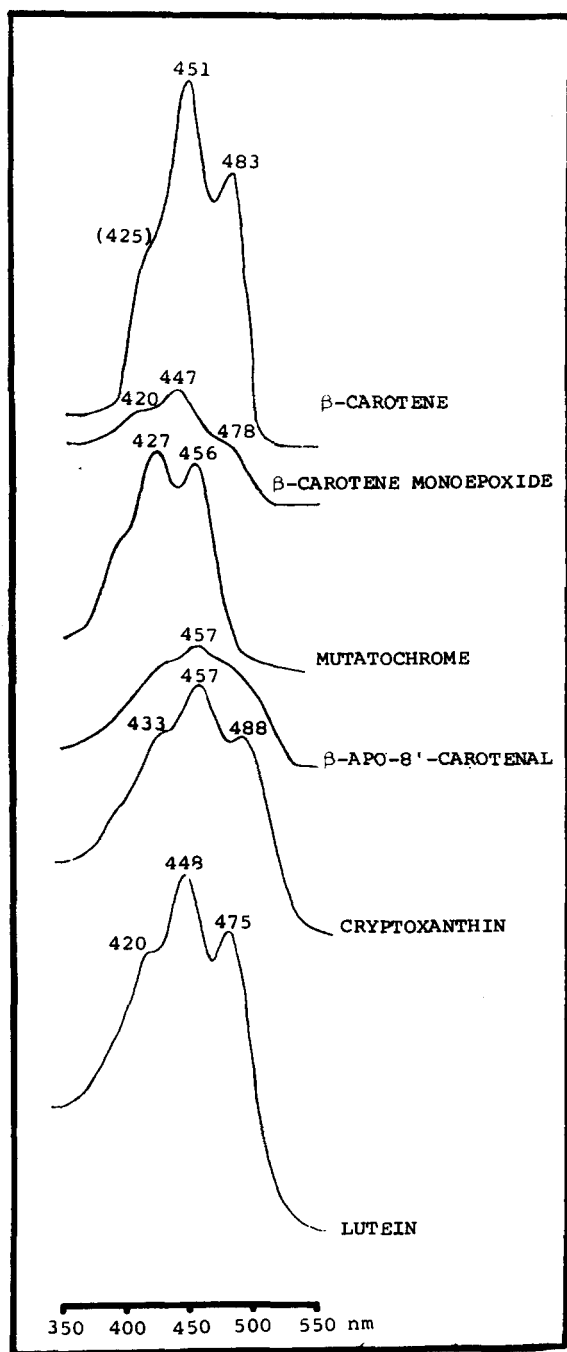 451
483
(425)
β-CAROTENE
420 447 478
β-CAROTENE MONOEPOXIDE
427 456
MUTATOCHROME
457
β-APO-8'-CAROTENAL
433 457 488
CRYPTOXANTHIN
420 448 475
LUTEIN
350 400 450 500 550 nm